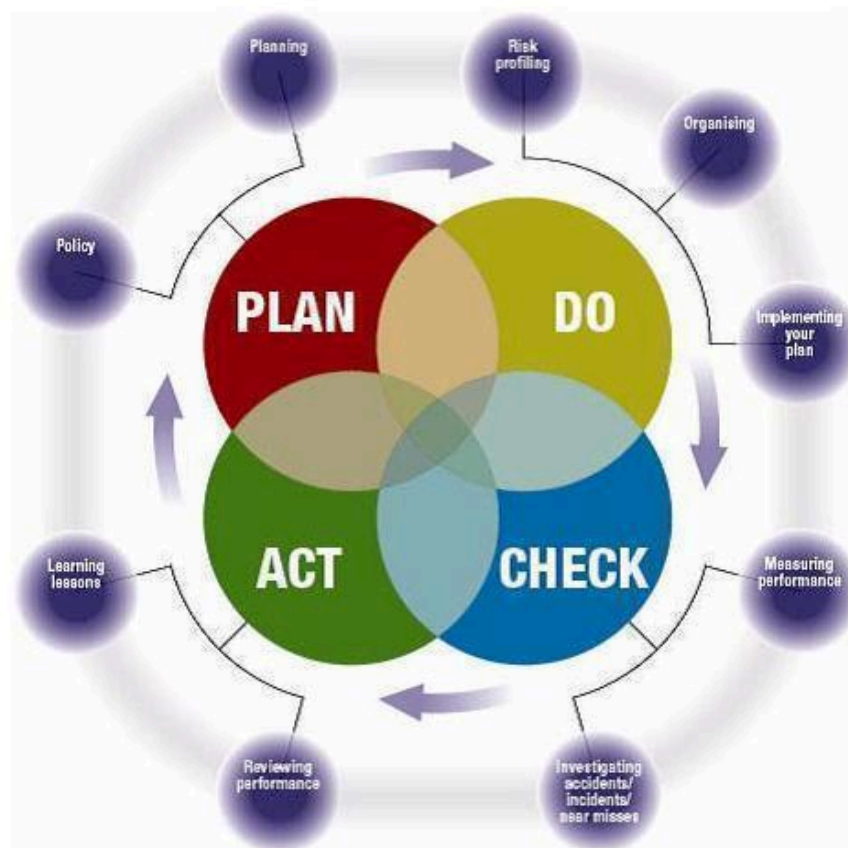 Planning
Risk
profiling
Organising
Policy
PLAN
DO
Implementing
your
plan
ACT
CHECK
Learning
lessons
Measuring
performance
Reviewing
performance
Investigating
accidents/
incidents/
near misses